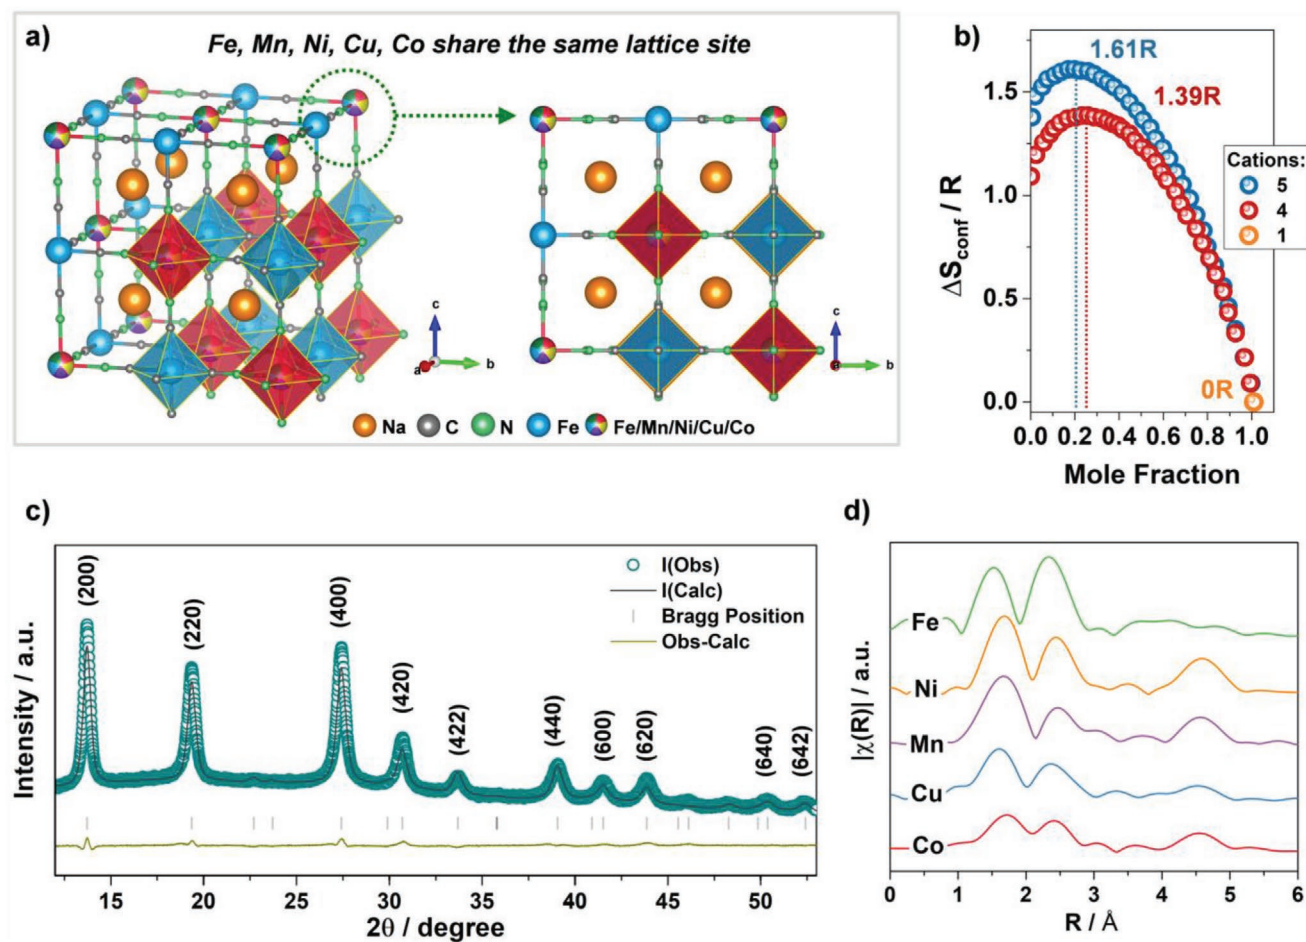 a)
Fe, Mn, Ni, Cu, Co share the same lattice site
c
a
b
c
a
b
Na
C
N
Fe
Fe/Mn/Ni/Cu/Co
b)
1.61R
1.39R
0R
Cations:
5
4
1
ΔSconf / R
1.5
1.0
0.5
0.0
0.0 0.2 0.4 0.6 0.8 1.0
Mole Fraction
c)
(200)
(220)
(400)
(420)
(422)
(440)
(600)
(620)
(640)
(642)
I(Obs)
I(Calc)
Bragg Position
Obs-Calc
Intensity / a.u.
15 20 25 30 35 40 45 50
2θ / degree
d)
Fe
Ni
Mn
Cu
Co
|χ(R)| / a.u.
0 1 2 3 4 5 6
R / Å